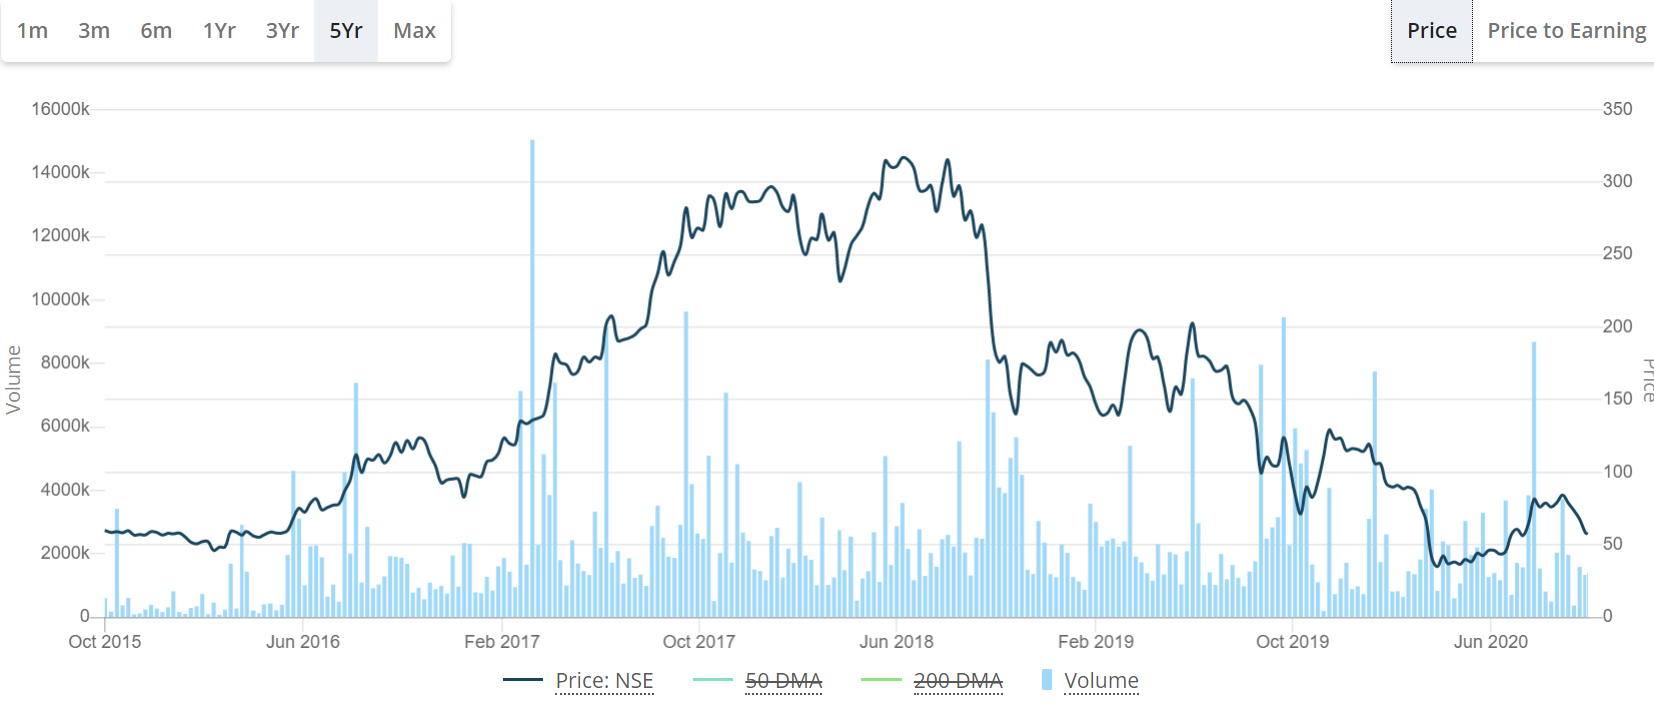 1m 3m 6m 1Yr 3Yr 5Yr Max Price Price to Earning
16000k 350
14000k 300
12000k 250
10000k 200
8000k 150
6000k 100
4000k 50
2000k 0
0
Volume
Price
Oct 2015 Jun 2016 Feb 2017 Oct 2017 Jun 2018 Feb 2019 Oct 2019 Jun 2020
Price: NSE 50 DMA 200 DMA Volume